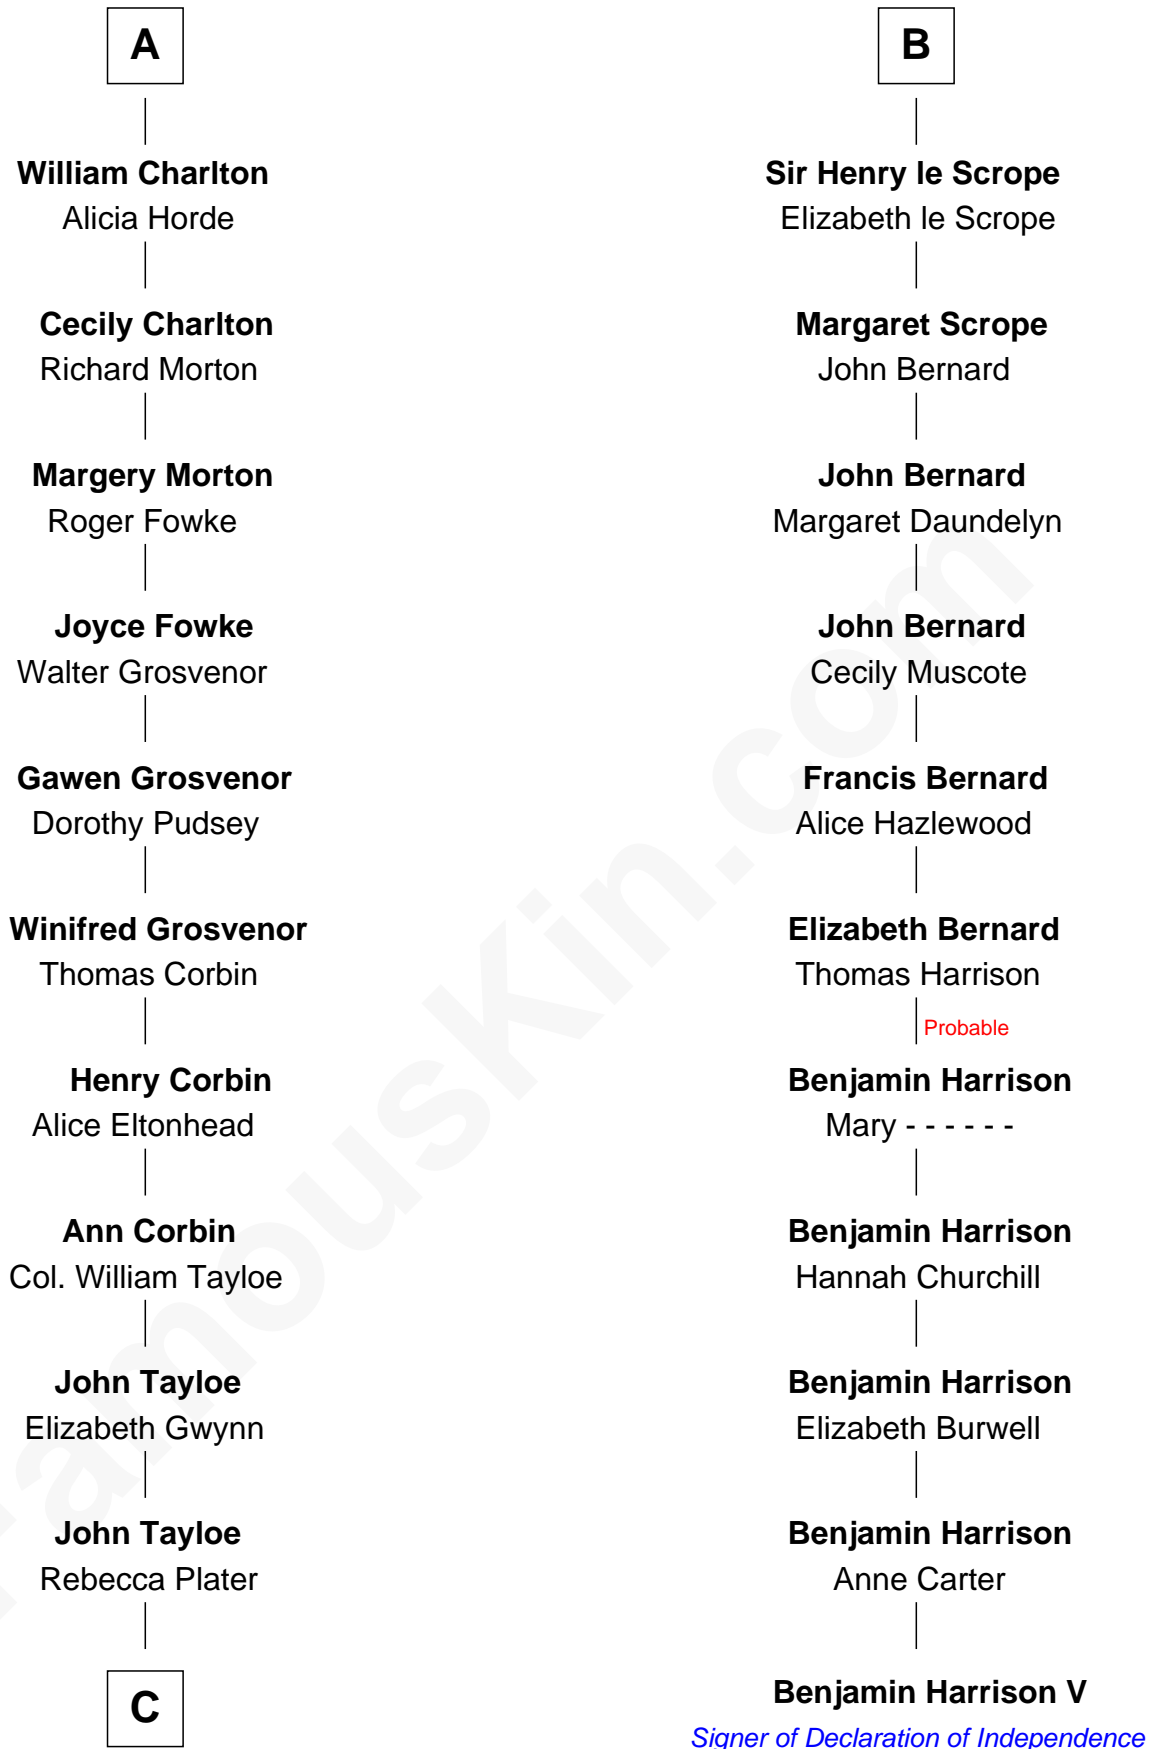 A
William Charlton
Alicia Horde
Cecily Charlton
Richard Morton
Margery Morton
Roger Fowke
Joyce Fowke
Walter Grosvenor
Gawen Grosvenor
Dorothy Pudsey
Winifred Grosvenor
Thomas Corbin
Henry Corbin
Alice Eltonhead
Ann Corbin
Col. William Tayloe
John Tayloe
Elizabeth Gwynn
John Tayloe
Rebecca Plater
C
B
Sir Henry le Scrope
Elizabeth le Scrope
Margaret Scrope
John Bernard
John Bernard
Margaret Daundelyn
John Bernard
Cecily Muscote
Francis Bernard
Alice Hazlewood
Elizabeth Bernard
Thomas Harrison
Probable
Benjamin Harrison
Mary - - - - - -
Benjamin Harrison
Hannah Churchill
Benjamin Harrison
Elizabeth Burwell
Benjamin Harrison
Anne Carter
Benjamin Harrison V
Signer of Declaration of Independence
FamousKin.com